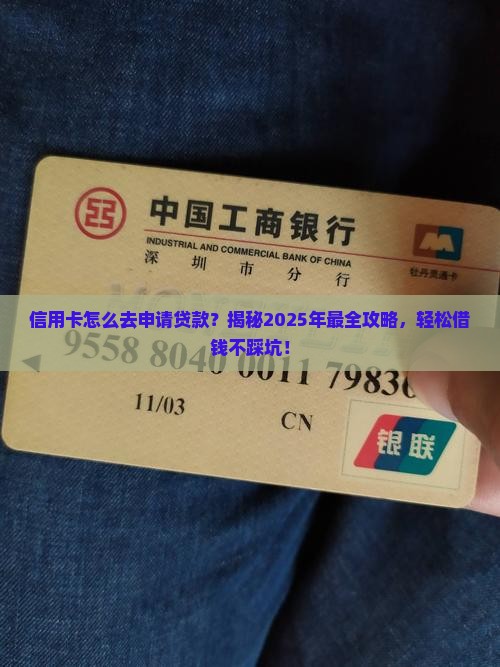 中国工商银行
INDUSTRIAL AND COMMERCIAL BANK OF CHINA
深圳市分行
牡丹灵通卡
信用卡怎么去申请贷款？揭秘2025年最全攻略，轻松借
钱不踩坑！
9558 8040 0011 7983
11/03 CN
银联